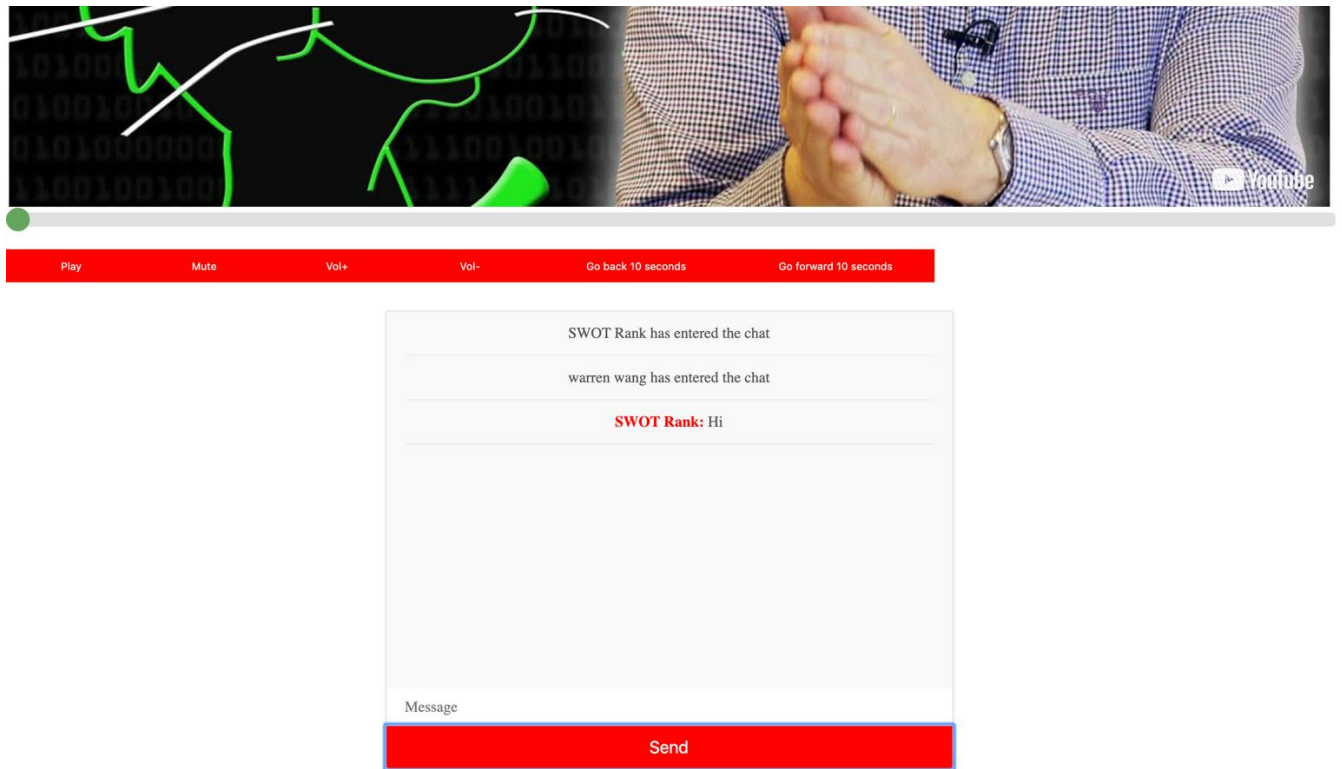 YouTube
Play Mute Vol+ Vol- Go back 10 seconds Go forward 10 seconds
SWOT Rank has entered the chat
warren wang has entered the chat
SWOT Rank: Hi
Message
Send